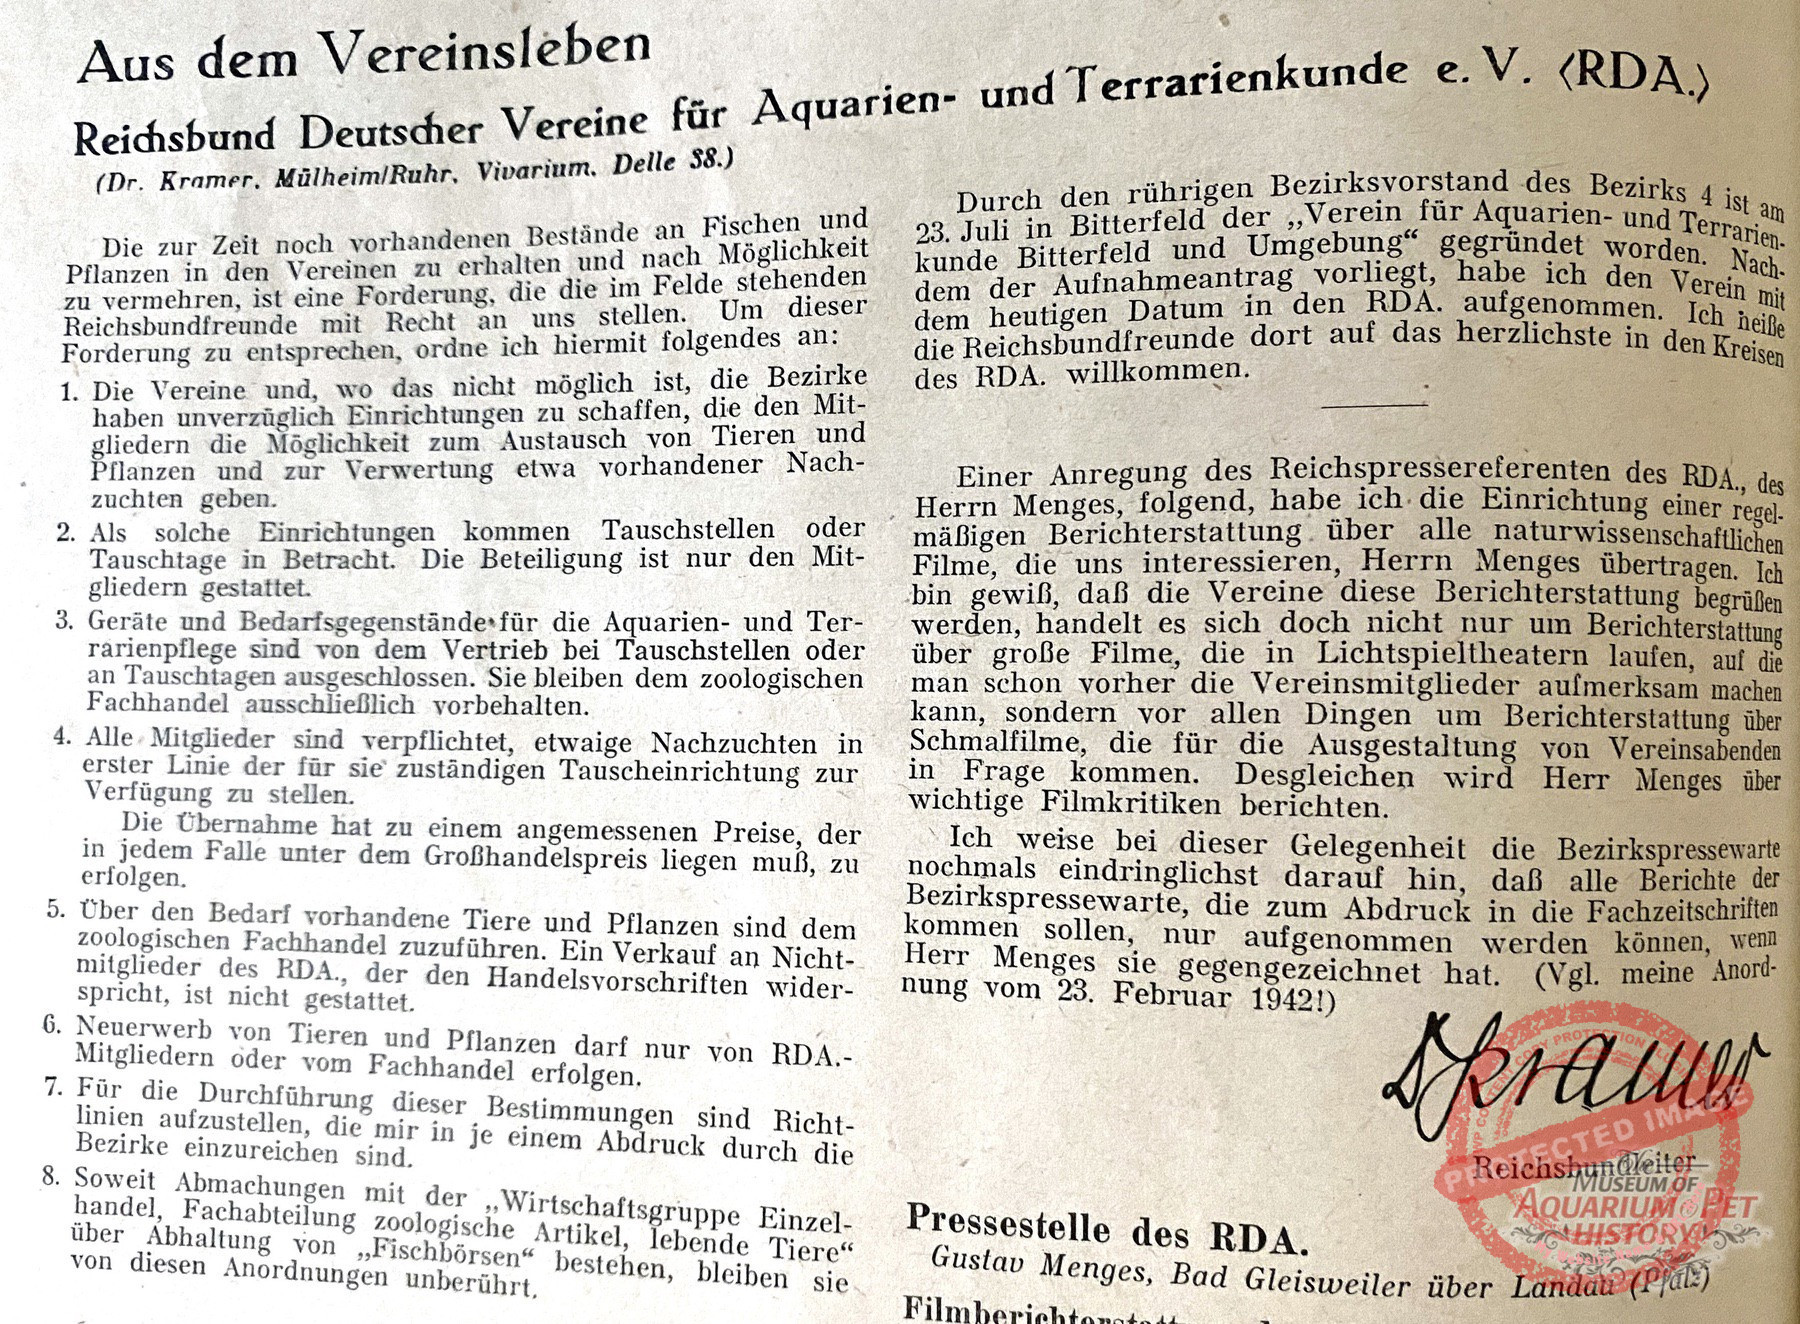 Aus dem Vereinsleben
Reichsbund Deutscher Vereine für Aquarien- und Terrarienkunde e. V. ⟨RDA.⟩
(Dr. Kramer, Mülheim/Ruhr, Vivarium, Delle 38.)
Die zur Zeit noch vorhandenen Bestände an Fischen und
Pflanzen in den Vereinen zu erhalten und nach Möglichkeit
zu vermehren, ist eine Forderung, die die im Felde stehenden
Reichsbundfreunde mit Recht an uns stellen. Um dieser
Forderung zu entsprechen, ordne ich hiermit folgendes an:
1. Die Vereine und, wo das nicht möglich ist, die Bezirke
haben unverzüglich Einrichtungen zu schaffen, die den Mit-
gliedern die Möglichkeit zum Austausch von Tieren und
Pflanzen und zur Verwertung etwa vorhandener Nach-
zuchten geben.
2. Als solche Einrichtungen kommen Tauschstellen oder
Tauschtage in Betracht. Die Beteiligung ist nur den Mit-
gliedern gestattet.
3. Geräte und Bedarfsgegenstände für die Aquarien- und Ter-
rarienpflege sind von dem Vertrieb bei Tauschstellen oder
an Tauschtagen ausgeschlossen. Sie bleiben dem zoologischen
Fachhandel ausschließlich vorbehalten.
4. Alle Mitglieder sind verpflichtet, etwaige Nachzuchten in
erster Linie der für sie zuständigen Tauscheinrichtung zur
Verfügung zu stellen.
Die Übernahme hat zu einem angemessenen Preise, der
in jedem Falle unter dem Großhandelspreis liegen muß, zu
erfolgen.
5. Über den Bedarf vorhandene Tiere und Pflanzen sind dem
zoologischen Fachhandel zuzuführen. Ein Verkauf an Nicht-
mitglieder des RDA., der den Handelsvorschriften wider-
spricht, ist nicht gestattet.
6. Neuerwerb von Tieren und Pflanzen darf nur von RDA.-
Mitgliedern oder vom Fachhandel erfolgen.
7. Für die Durchführung dieser Bestimmungen sind Richt-
linien aufzustellen, die mir in je einem Abdruck durch die
Bezirke einzureichen sind.
8. Soweit Abmachungen mit der „Wirtschaftsgruppe Einzel-
handel, Fachabteilung zoologische Artikel, lebende Tiere“
über Abhaltung von „Fischbörsen“ bestehen, bleiben sie
von diesen Anordnungen unberührt.
Durch den rührigen Bezirksvorstand des Bezirks 4 ist am
23. Juli in Bitterfeld der „Verein für Aquarien- und Terrarien-
kunde Bitterfeld und Umgebung“ gegründet worden. Nach-
dem der Aufnahmeantrag vorliegt, habe ich den Verein mit
dem heutigen Datum in den RDA. aufgenommen. Ich heiße
die Reichsbundfreunde dort auf das herzlichste in den Kreisen
des RDA. willkommen.
Einer Anregung des Reichspressereferenten des RDA., des
Herrn Menges, folgend, habe ich die Einrichtung einer regel-
mäßigen Berichterstattung über alle naturwissenschaftlichen
Filme, die uns interessieren, Herrn Menges übertragen. Ich
bin gewiß, daß die Vereine diese Berichterstattung begrüßen
werden, handelt es sich doch nicht nur um Berichterstattung
über große Filme, die in Lichtspieltheatern laufen, auf die
man schon vorher die Vereinsmitglieder aufmerksam machen
kann, sondern vor allen Dingen um Berichterstattung über
Schmalfilme, die für die Ausgestaltung von Vereinsabenden
in Frage kommen. Desgleichen wird Herr Menges über
wichtige Filmkritiken berichten.
Ich weise bei dieser Gelegenheit die Bezirkspressewarte
nochmals eindringlichst darauf hin, daß alle Berichte der
Bezirkspressewarte, die zum Abdruck in die Fachzeitschriften
kommen sollen, nur aufgenommen werden können, wenn
Herr Menges sie gegengezeichnet hat. (Vgl. meine Anord-
nung vom 23. Februar 1942!)
Kramer
Reichsbundleiter
PROTECTED IMAGE
The
MUSEUM OF
AQUARIUM & PET
HISTORY
Pressestelle des RDA.
Gustav Menges, Bad Gleisweiler über Landau (Pfalz)